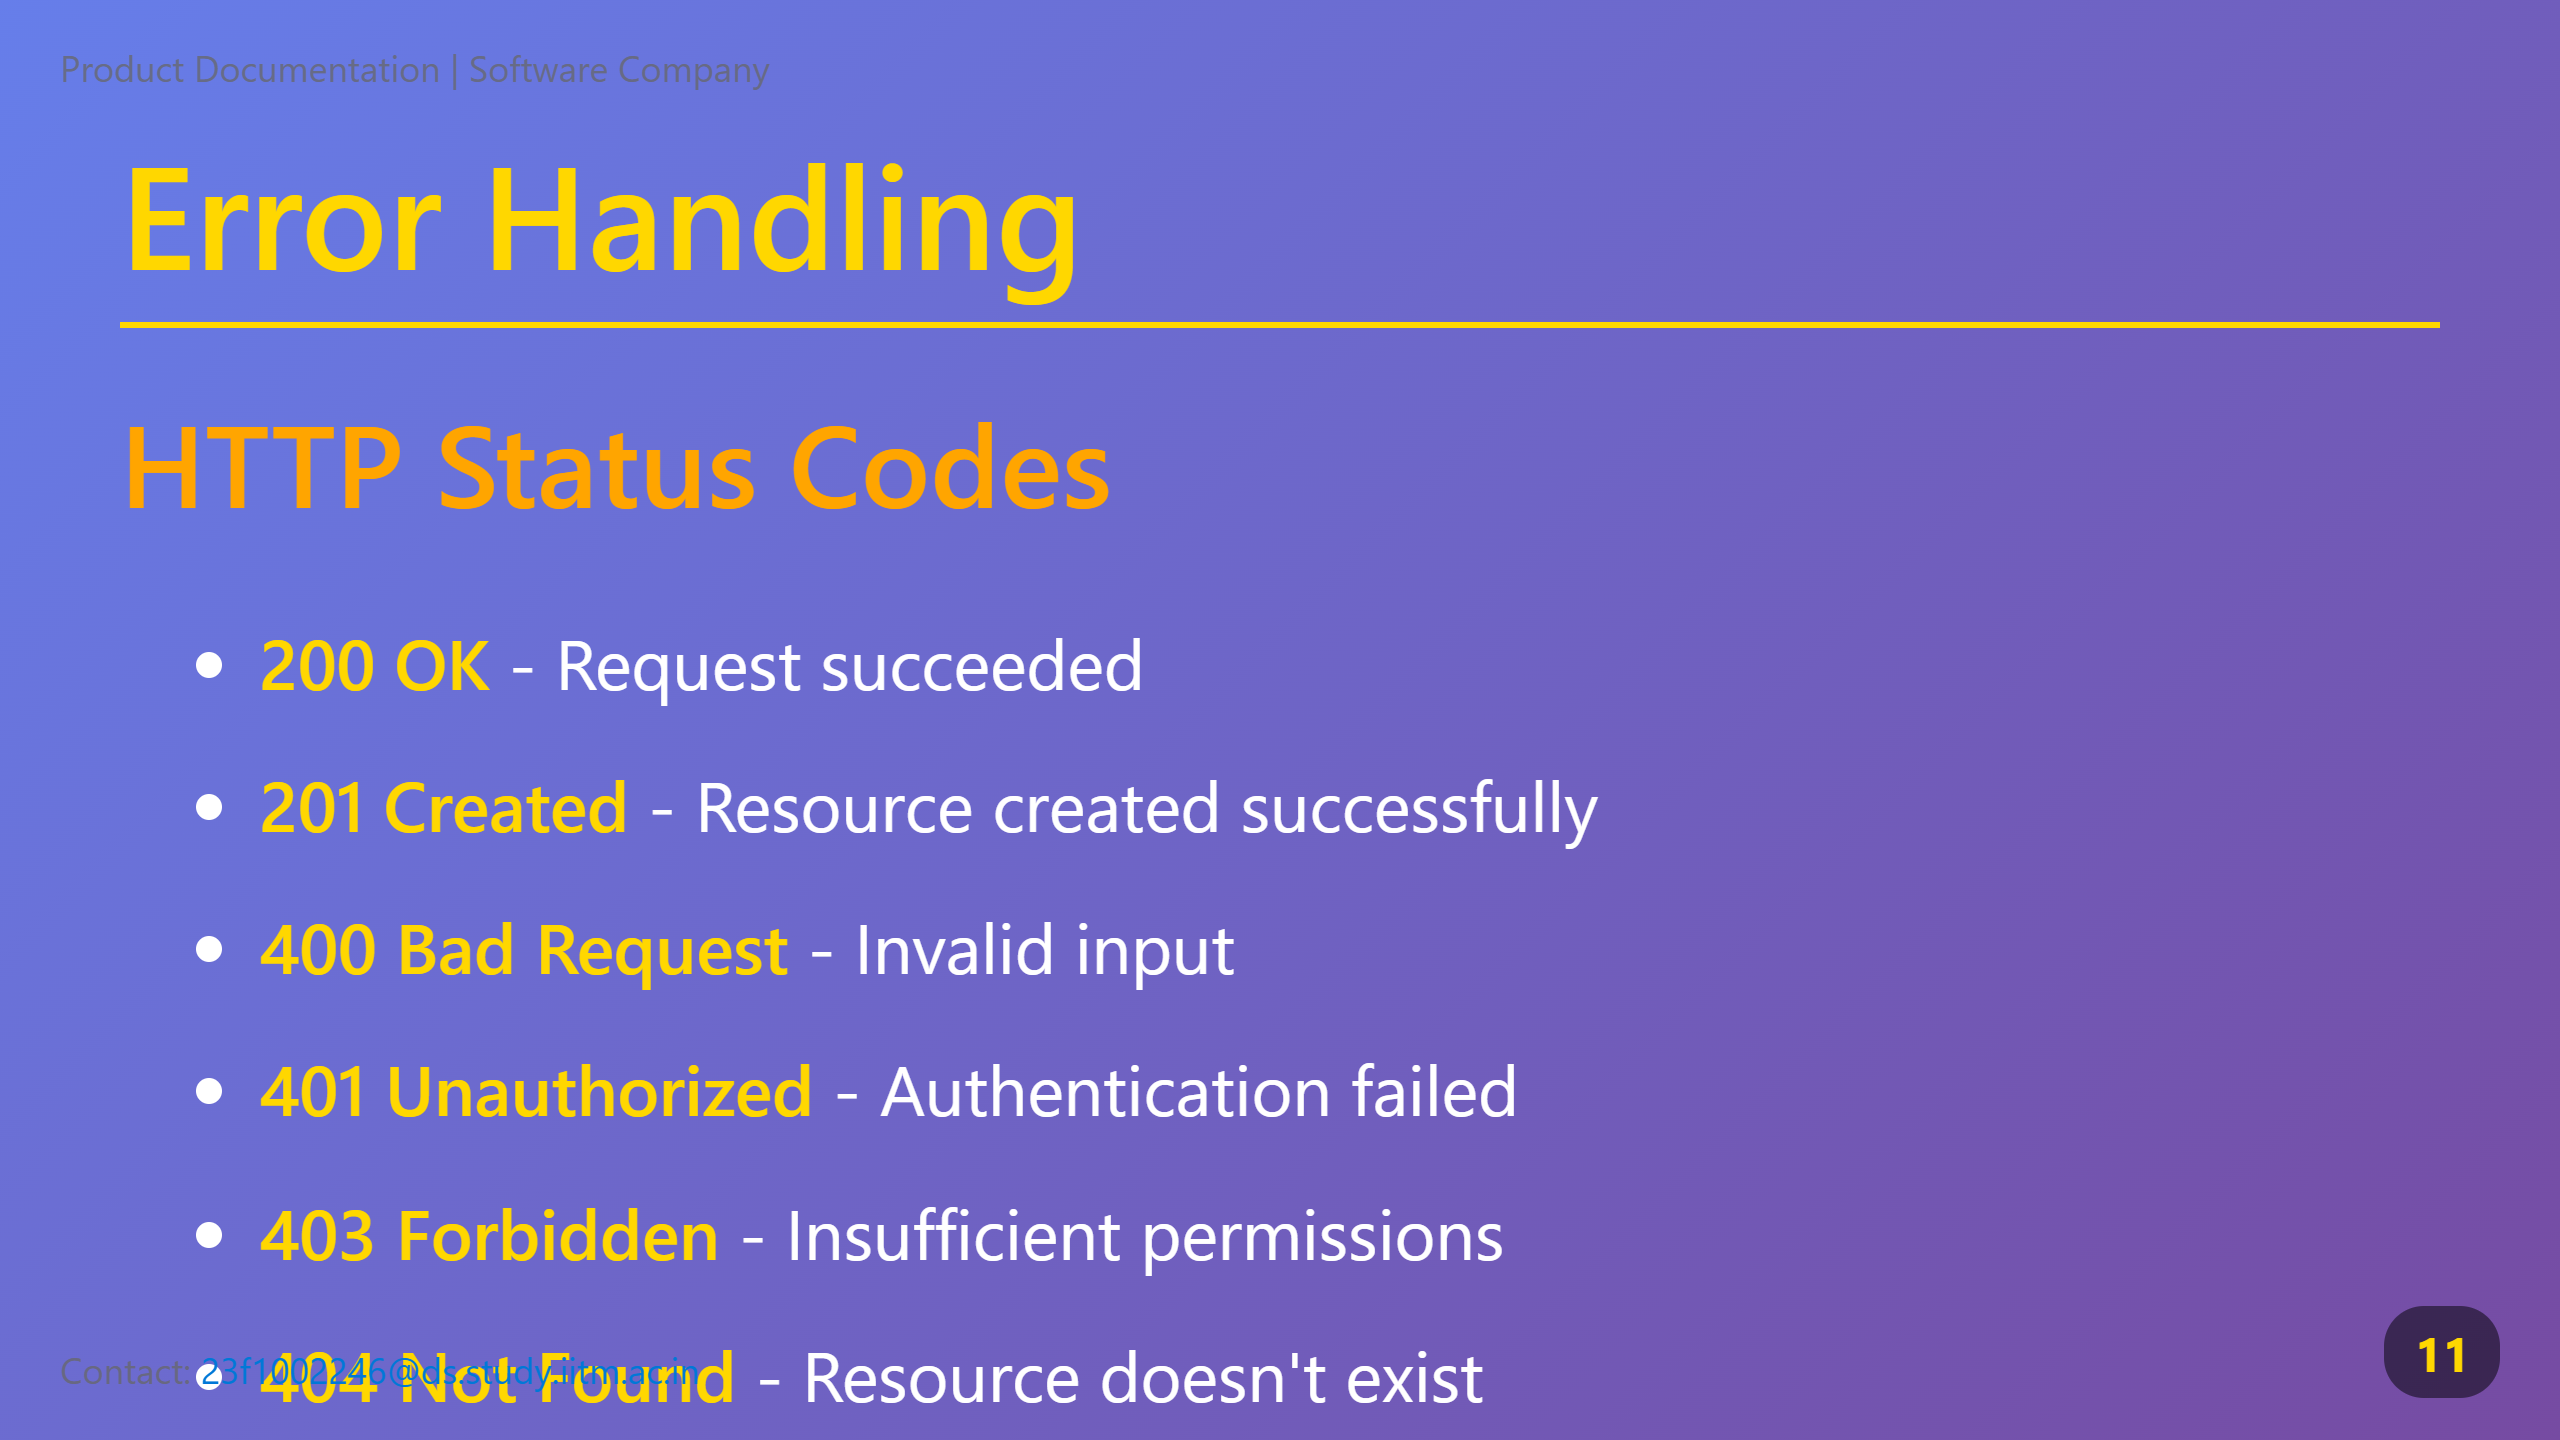 Product Documentation | Software Company
Error Handling
HTTP Status Codes
• 200 OK - Request succeeded
• 201 Created - Resource created successfully
• 400 Bad Request - Invalid input
• 401 Unauthorized - Authentication failed
• 403 Forbidden - Insufficient permissions
• 404 Not Found - Resource doesn't exist
Contact: 23f1002246@ds.study.iitm.ac.in
11